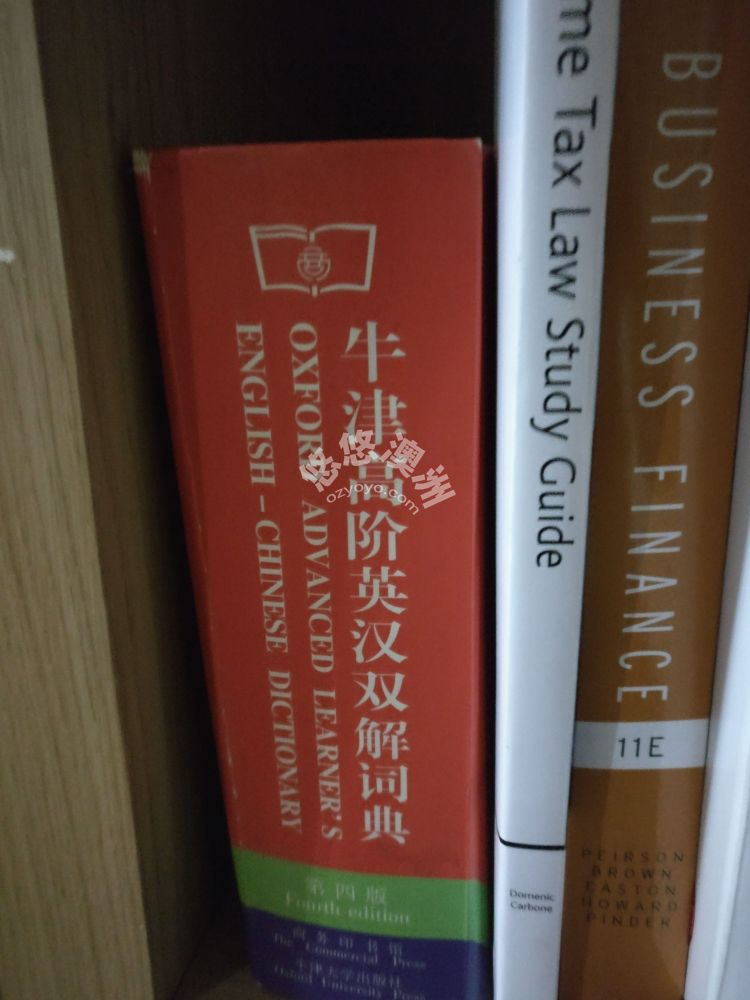 牛津高阶英汉双解词典
OXFORD ADVANCED LEARNER'S
ENGLISH-CHINESE DICTIONARY
第四版
Fourth edition
商务印书馆
The Commercial Press
牛津大学出版社
Oxford University Press
悠悠澳洲
ozyoyo.com
me Tax Law Study Guide
Domenic
Carbone
BUSINESS FINANCE
11E
PEIRSON
BROWN
EASTON
HOWARD
PINDER